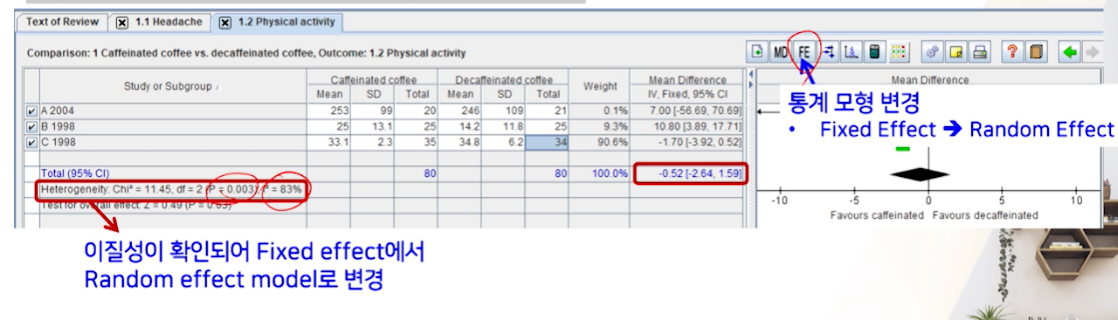 Text of Review 1.1 Headache 1.2 Physical activity
Comparison: 1 Caffeinated coffee vs. decaffeinated coffee, Outcome: 1.2 Physical activity
MD FE
Study or Subgroup Caffeinated coffee Decaffeinated coffee Weight Mean Difference Mean Difference
Mean SD Total Mean SD Total IV, Fixed, 95% CI
A 2004 253 99 20 246 109 21 0.1% 7.00 [-56.69, 70.69]
B 1998 25 13.1 25 14.2 11.8 25 9.3% 10.80 [3.89, 17.71]
C 1998 33.1 2.3 35 34.8 6.2 34 90.6% -1.70 [-3.92, 0.52]
Total (95% CI) 80 80 100.0% -0.52 [-2.64, 1.59]
Heterogeneity: Chi² = 11.45, df = 2 (P = 0.003); I² = 83%
Test for overall effect: Z = 0.49 (P = 0.63)
통계 모형 변경
• Fixed Effect → Random Effect
-10 -5 0 5 10
Favours caffeinated Favours decaffeinated
이질성이 확인되어 Fixed effect에서
Random effect model로 변경